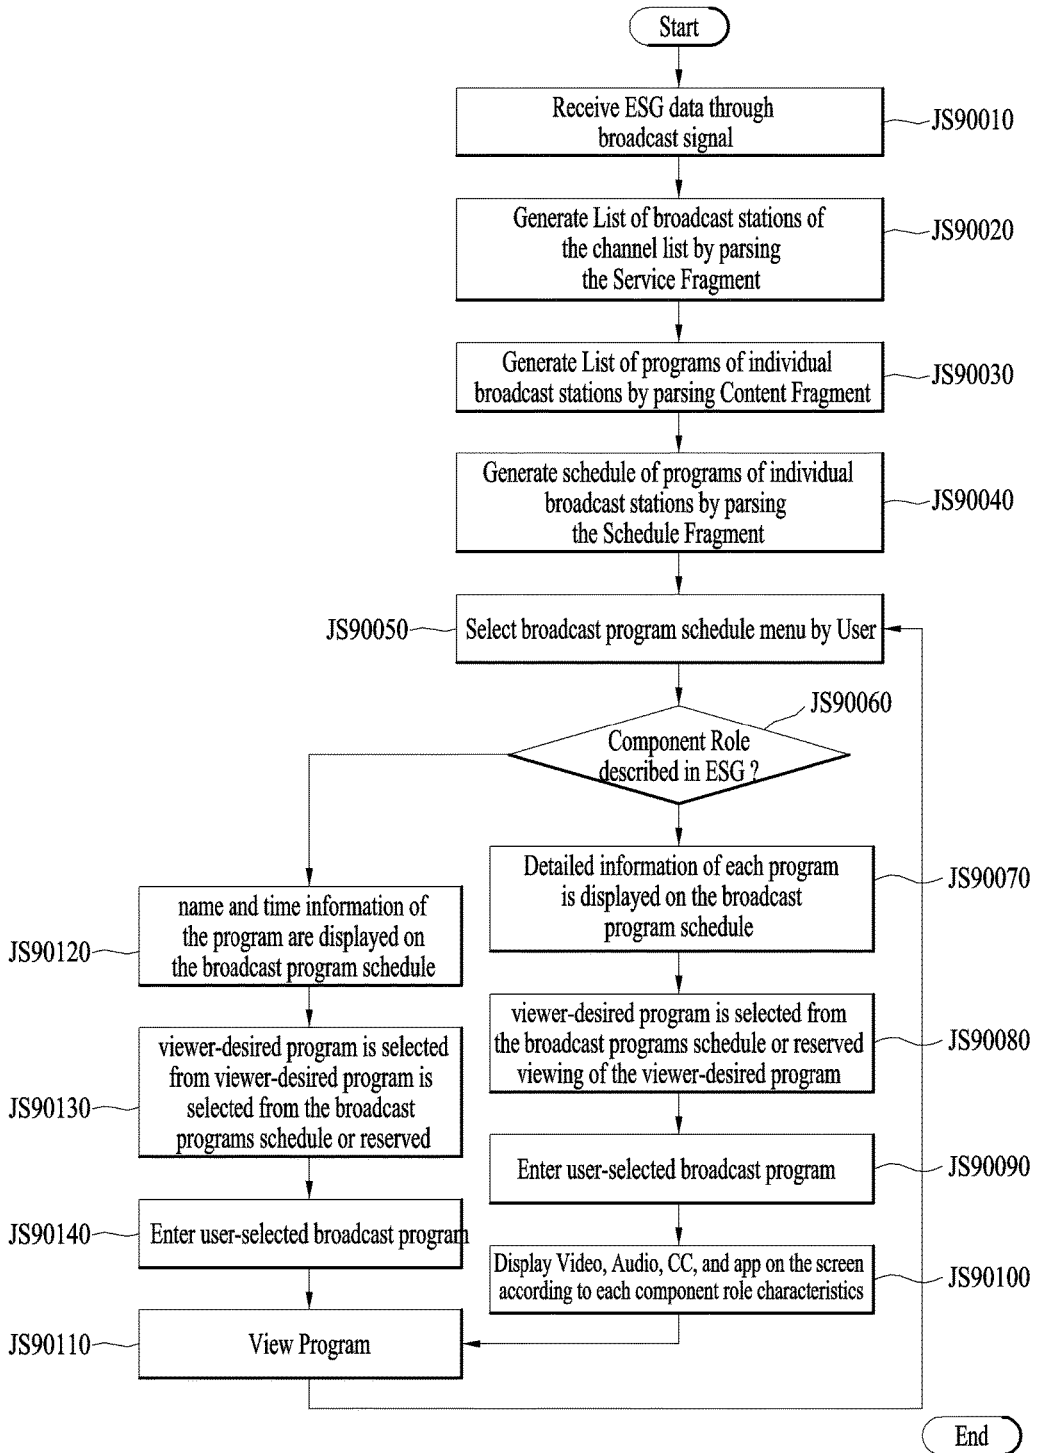 Start
Receive ESG data through
broadcast signal
JS90010
Generate List of broadcast stations of
the channel list by parsing
the Service Fragment
JS90020
Generate List of programs of individual
broadcast stations by parsing Content Fragment
JS90030
Generate schedule of programs of individual
broadcast stations by parsing
the Schedule Fragment
JS90040
JS90050
Select broadcast program schedule menu by User
JS90060
Component Role
described in ESG ?
Detailed information of each program
is displayed on the broadcast
program schedule
JS90070
name and time information of
the program are displayed on
the broadcast program schedule
JS90120
viewer-desired program is selected from
the broadcast programs schedule or reserved
viewing of the viewer-desired program
JS90080
viewer-desired program is selected
from viewer-desired program is
selected from the broadcast
programs schedule or reserved
JS90130
Enter user-selected broadcast program
JS90090
JS90140
Enter user-selected broadcast program
Display Video, Audio, CC, and app on the screen
according to each component role characteristics
JS90100
JS90110
View Program
End